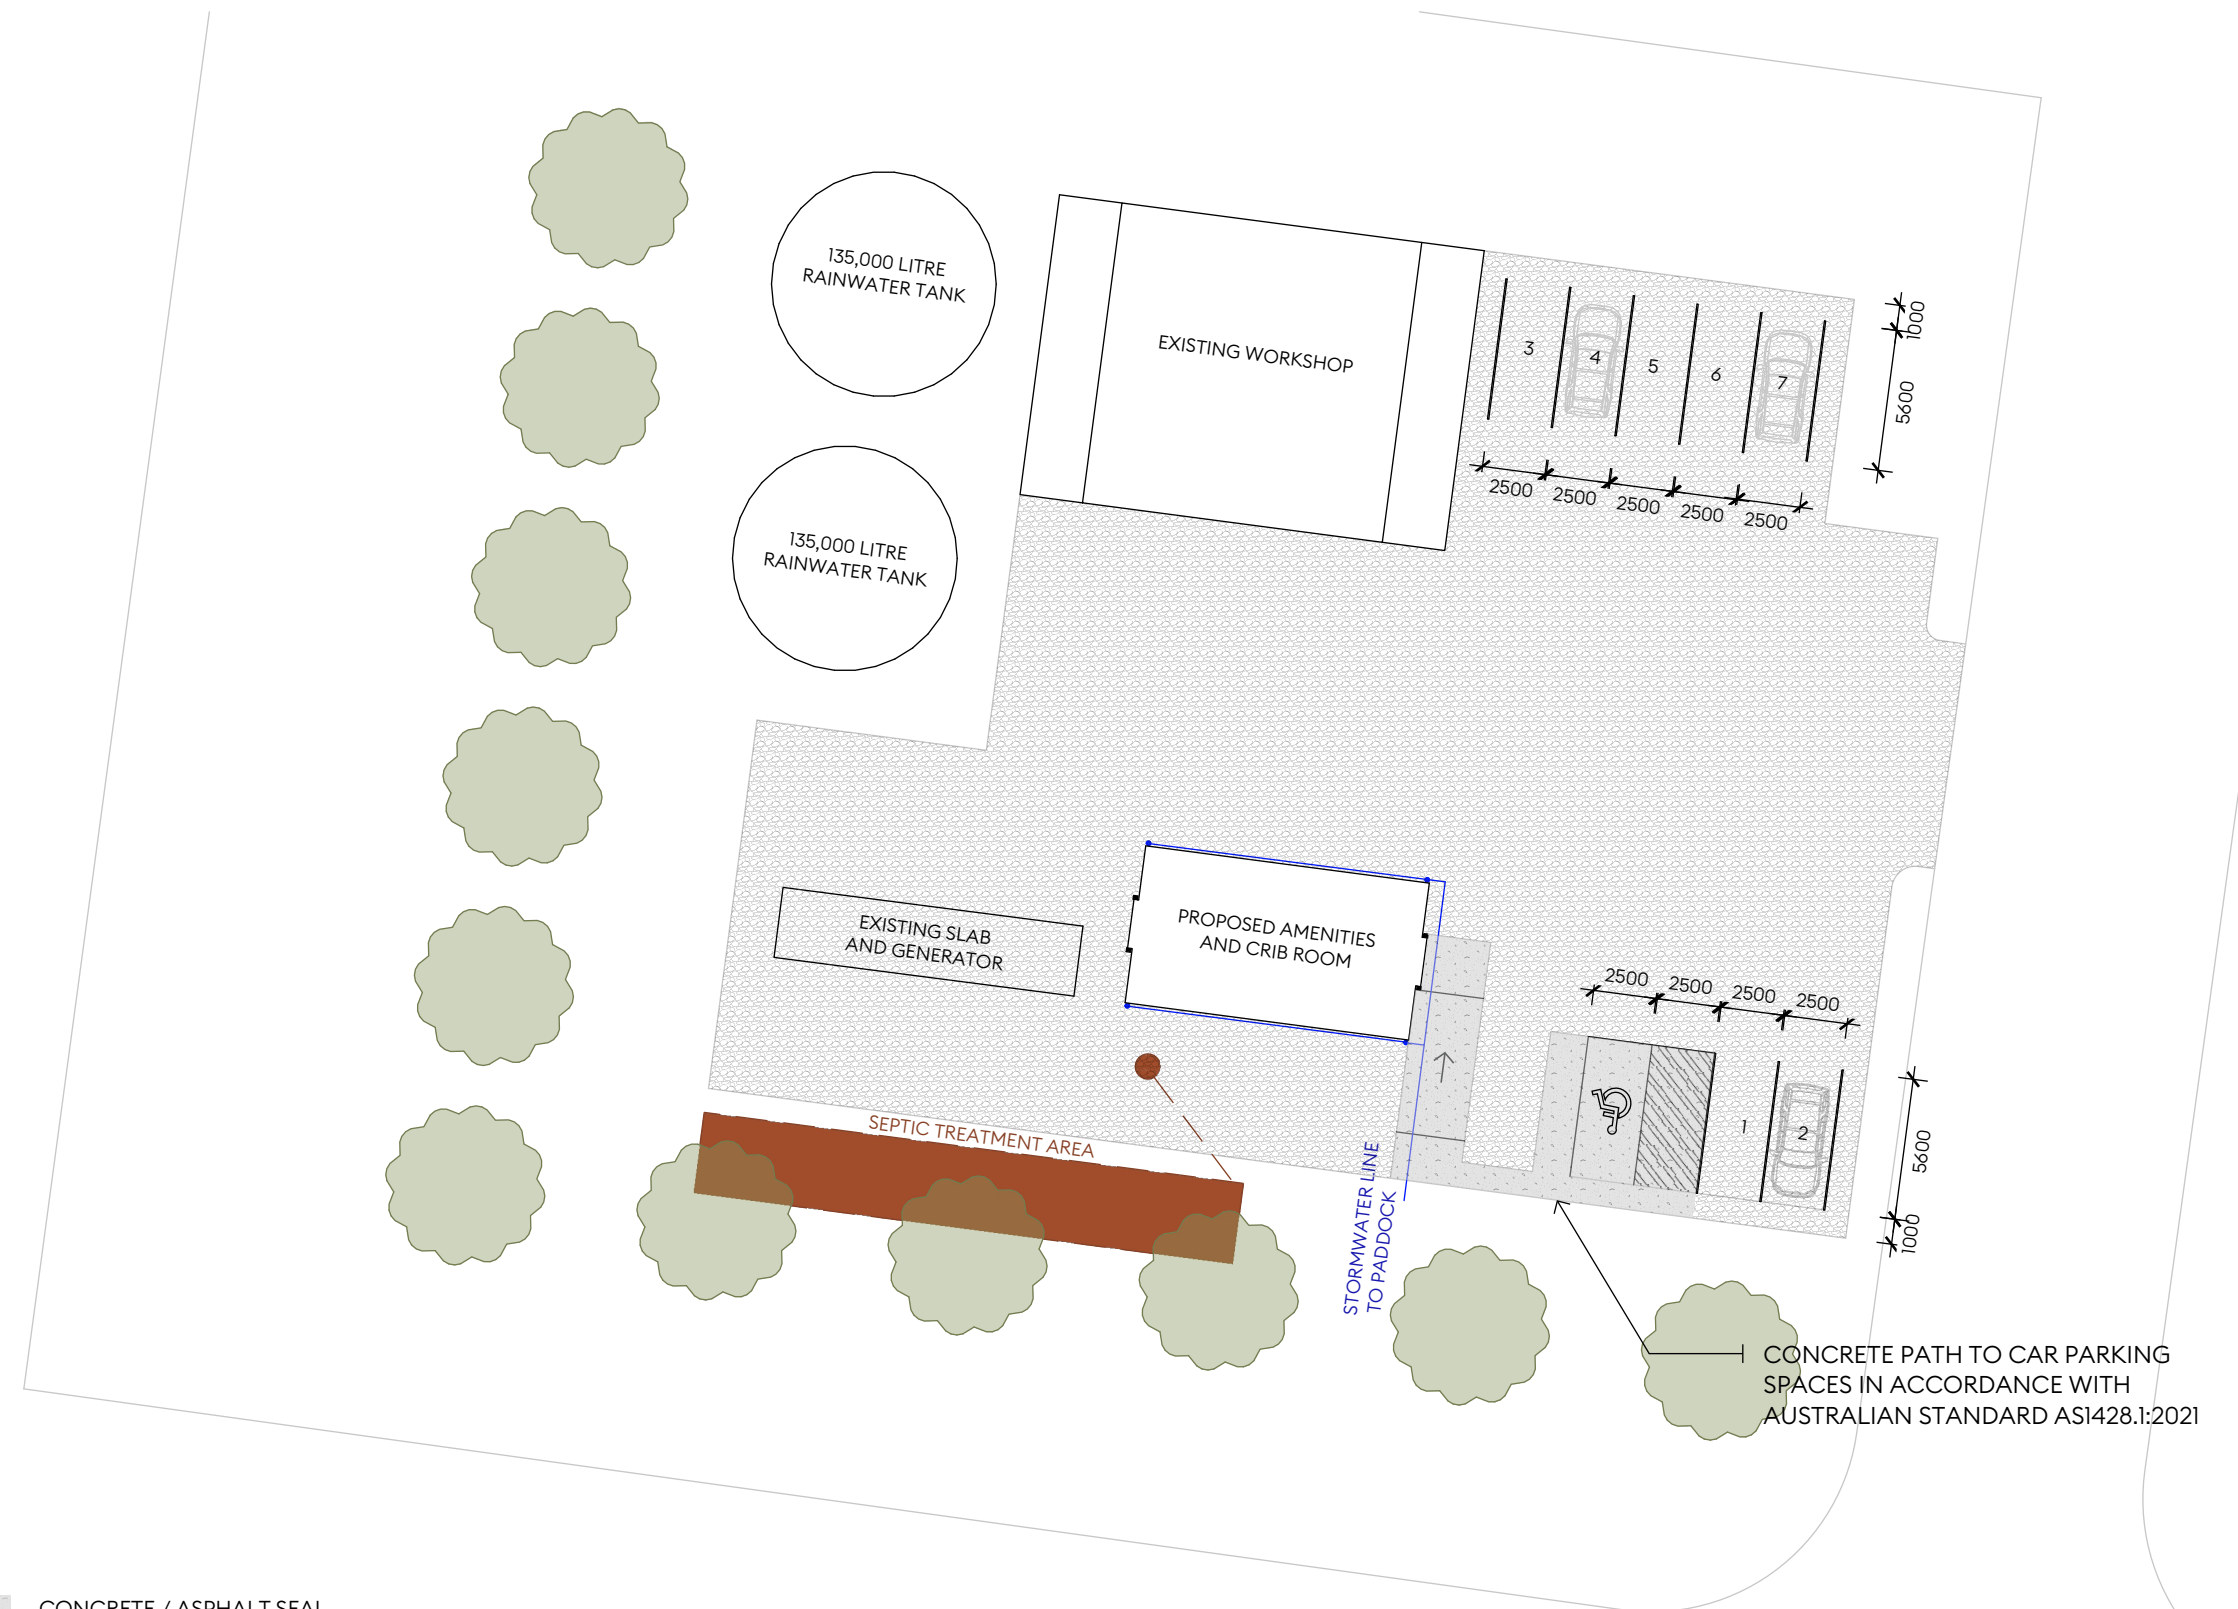 135,000 LITRE
RAINWATER TANK
EXISTING WORKSHOP
3
4
5
6
7
1000
5600
2500
2500
2500
2500
2500
135,000 LITRE
RAINWATER TANK
EXISTING SLAB
AND GENERATOR
PROPOSED AMENITIES
AND CRIB ROOM
2500
2500
2500
2500
1
2
5600
1000
SEPTIC TREATMENT AREA
STORMWATER LINE
TO PADDOCK
CONCRETE PATH TO CAR PARKING
SPACES IN ACCORDANCE WITH
AUSTRALIAN STANDARD AS1428.1:2021
CONCRETE / ASPHALT SEAL